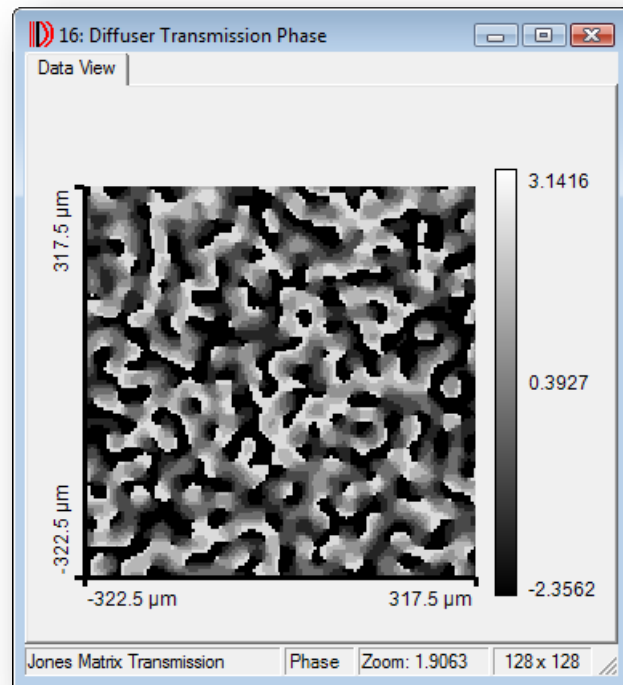 16: Diffuser Transmission Phase
Data View
3.1416
317.5 µm
0.3927
-322.5 µm
-2.3562
-322.5 µm 317.5 µm
Jones Matrix Transmission Phase Zoom: 1.9063 128 x 128